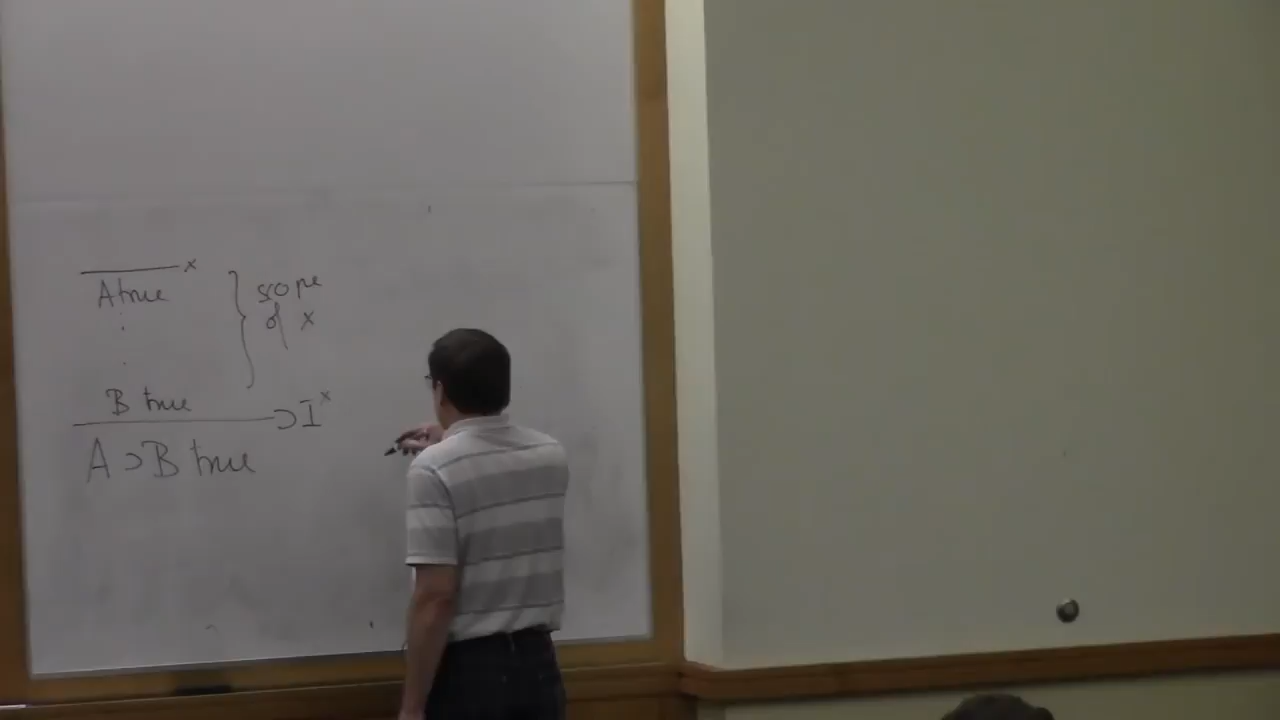 x
A true
scope
of x
B true
⊃I x
A ⊃ B true